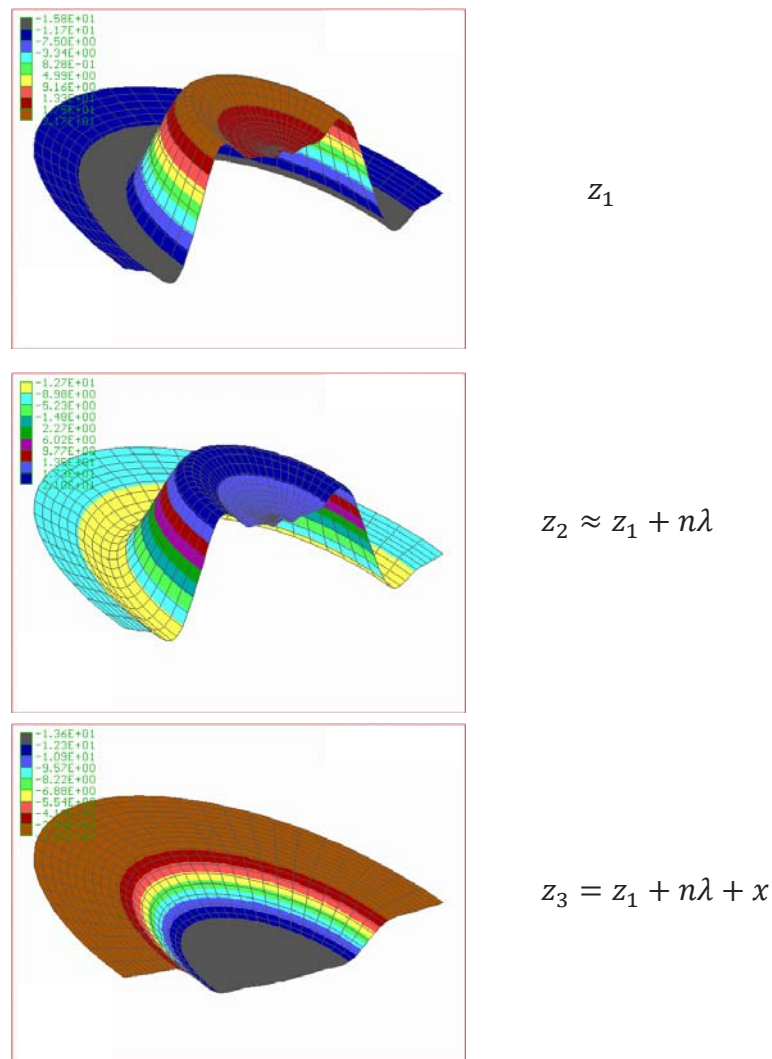 -1.58E+01
-1.17E+01
-7.50E+00
-3.34E+00
8.28E-01
4.99E+00
9.16E+00
z₁
-1.27E+01
-8.98E+00
-5.23E+00
-1.48E+00
2.27E+00
6.02E+00
9.77E+00
z₂ ≈ z₁ + nλ
-1.36E+01
-1.23E+01
-1.09E+01
-9.57E+00
-8.22E+00
-6.88E+00
-5.54E+00
z₃ = z₁ + nλ + x